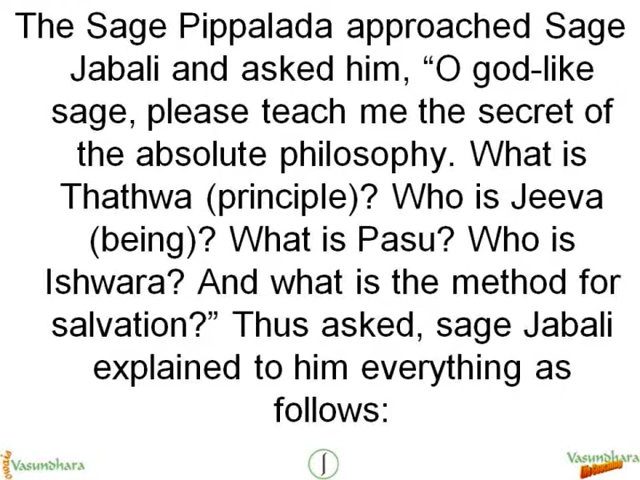 The Sage Pippalada approached Sage
Jabali and asked him, “O god-like
sage, please teach me the secret of
the absolute philosophy. What is
Thathwa (principle)? Who is Jeeva
(being)? What is Pasu? Who is
Ishwara? And what is the method for
salvation?” Thus asked, sage Jabali
explained to him everything as
follows:
Vasundhara
Vasundhara